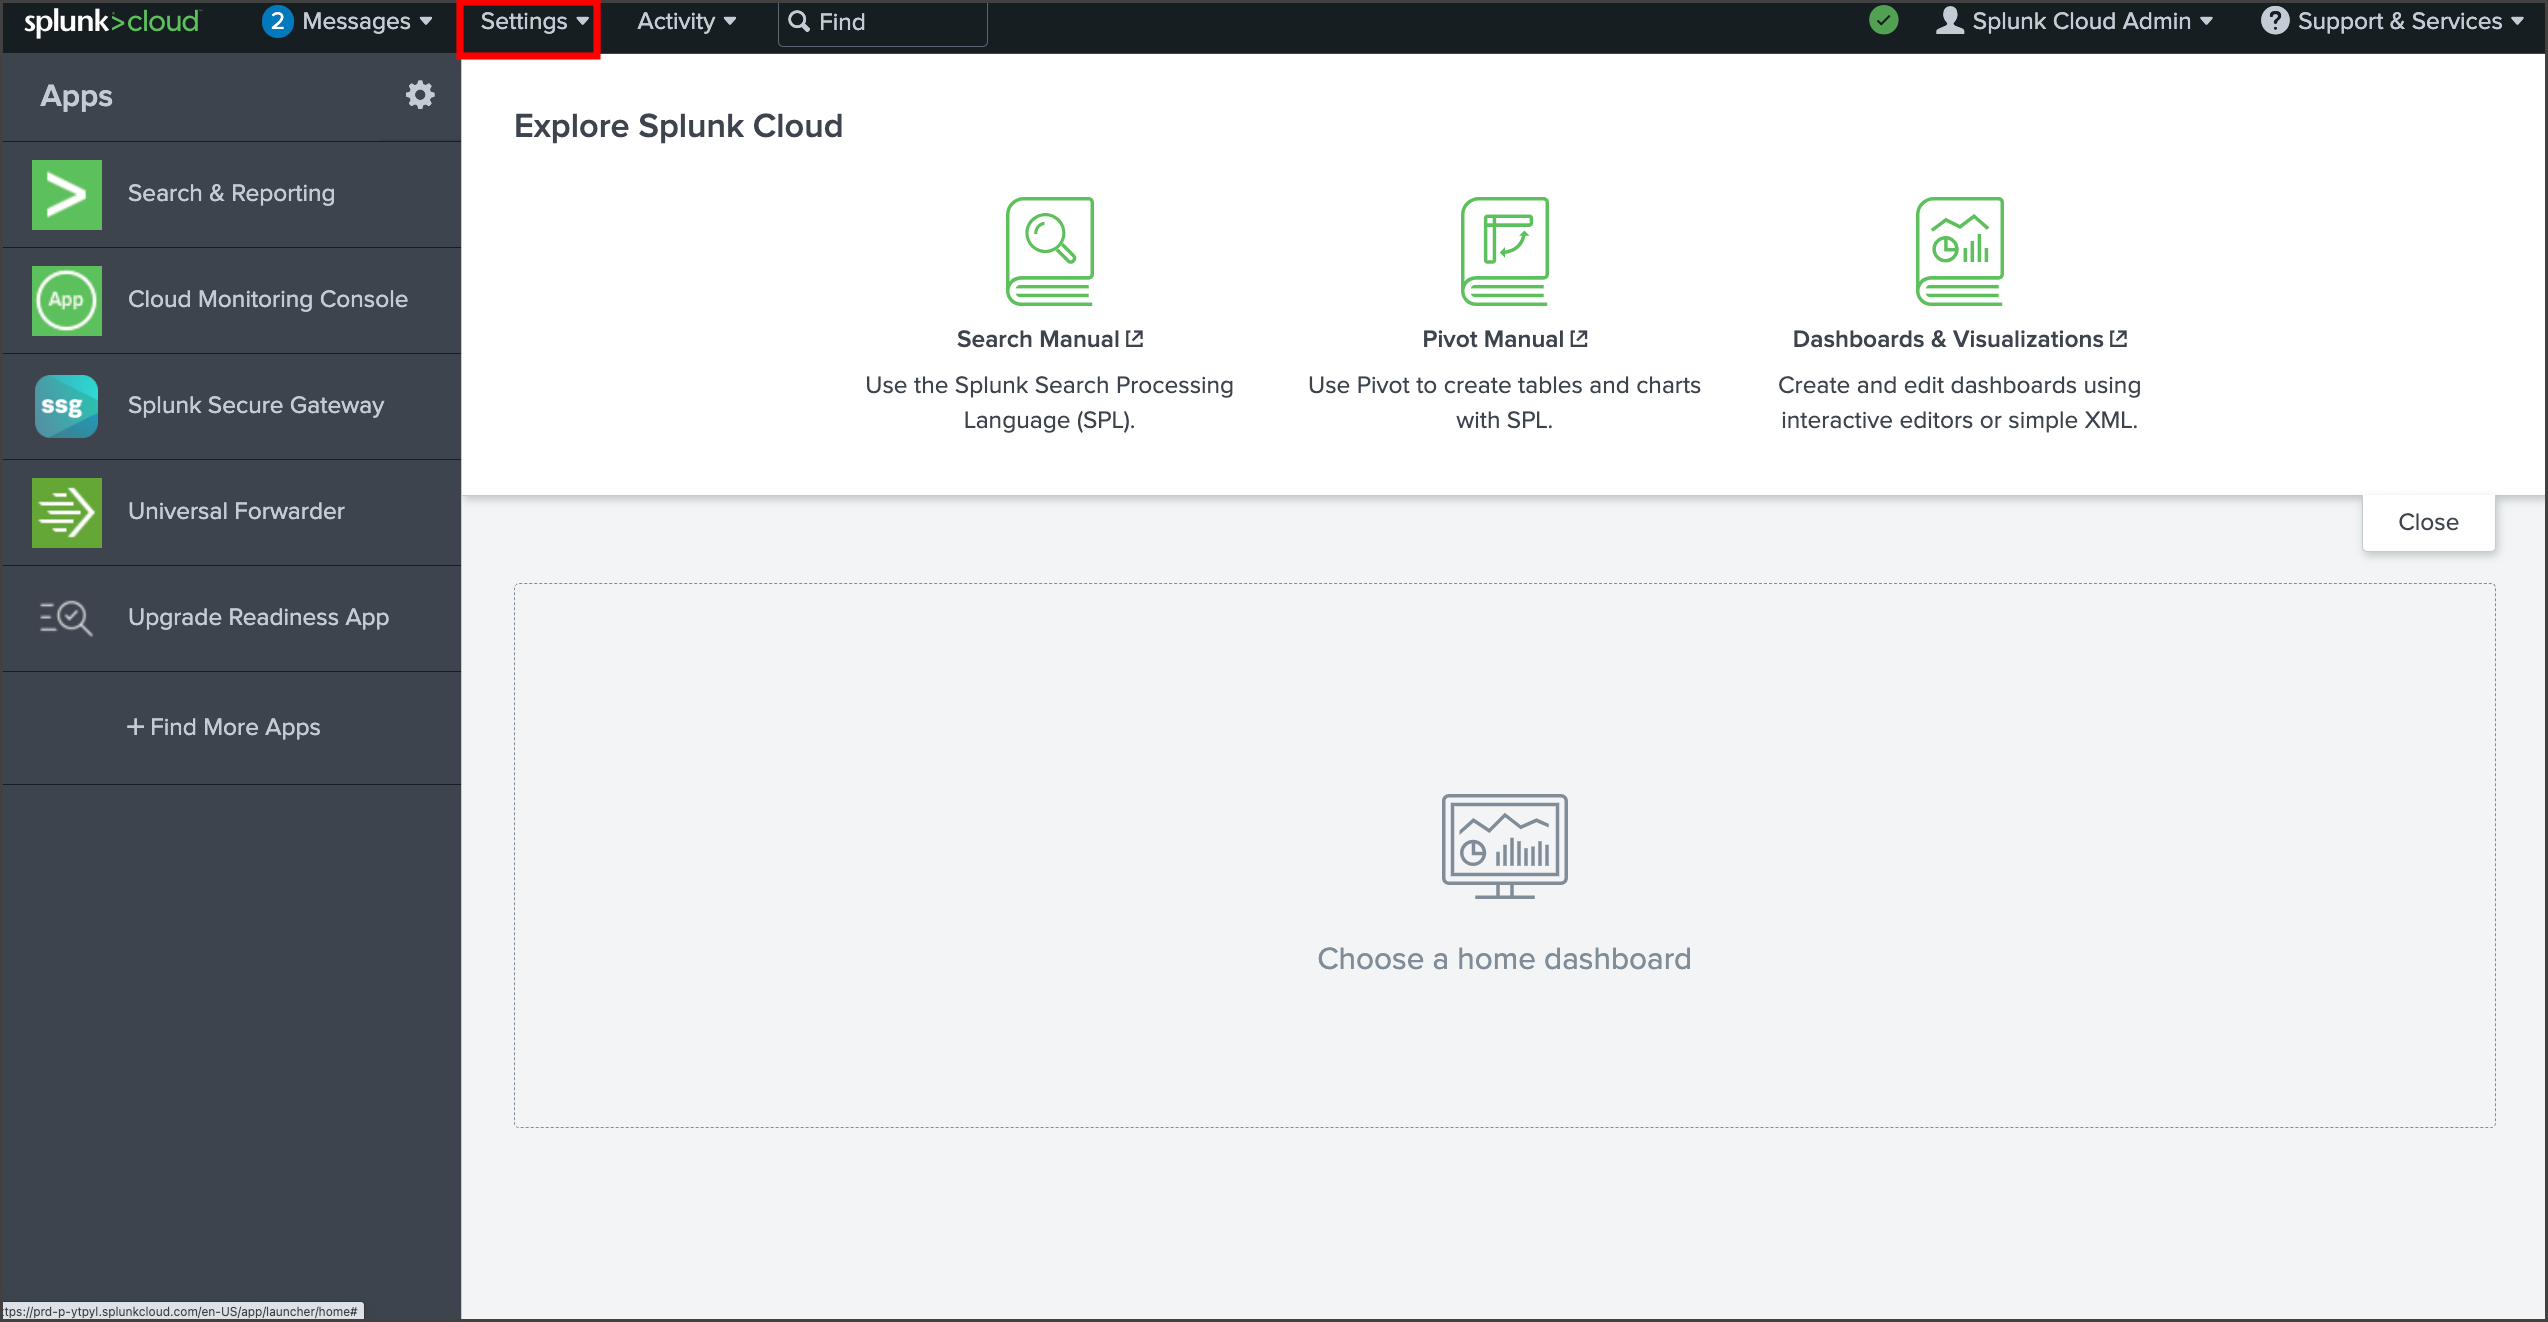 splunk>cloud 2 Messages Settings Activity Find Splunk Cloud Admin ? Support & Services
Apps
Search & Reporting
App Cloud Monitoring Console
ssg Splunk Secure Gateway
Universal Forwarder
Upgrade Readiness App
+ Find More Apps
Explore Splunk Cloud
Search Manual
Use the Splunk Search Processing
Language (SPL).
Pivot Manual
Use Pivot to create tables and charts
with SPL.
Dashboards & Visualizations
Create and edit dashboards using
interactive editors or simple XML.
Close
Choose a home dashboard
tps://prd-p-ytpyl.splunkcloud.com/en-US/app/launcher/home#